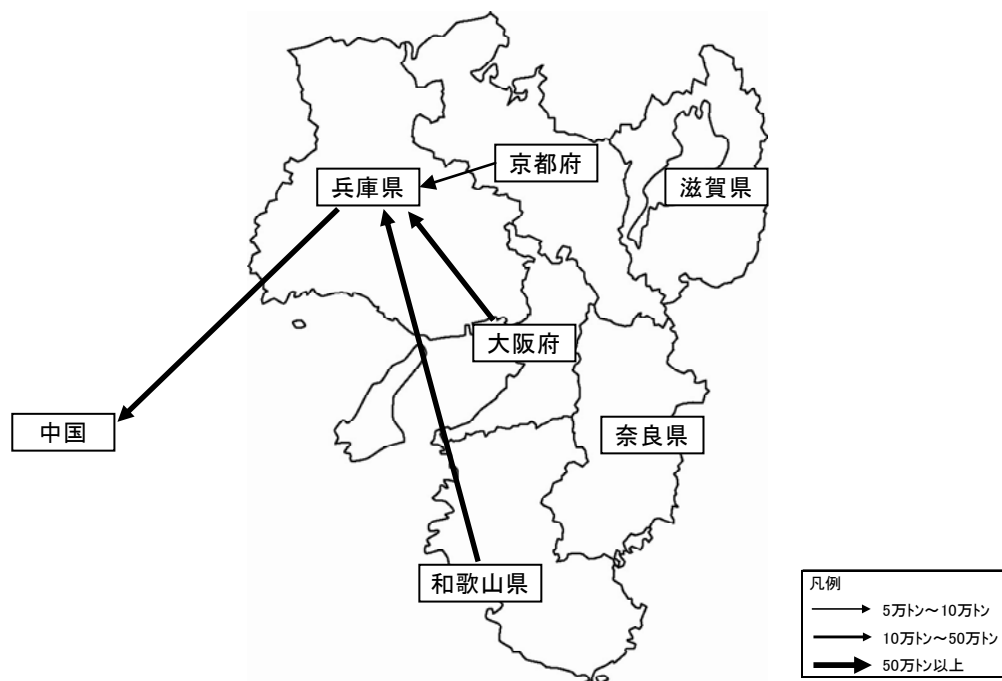 京都府
兵庫県
滋賀県
大阪府
中国
奈良県
和歌山県
凡例
5万トン～10万トン
10万トン～50万トン
50万トン以上